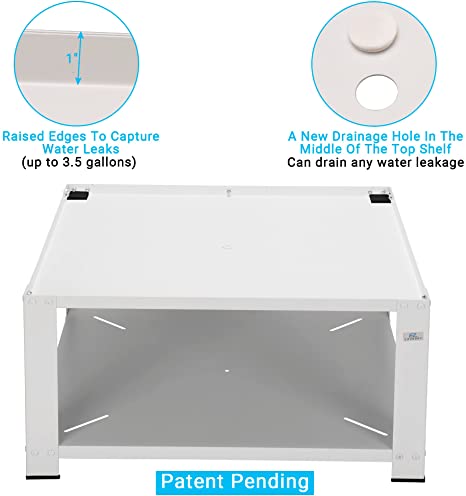 1"
Raised Edges To Capture
Water Leaks
(up to 3.5 gallons)
A New Drainage Hole In The
Middle Of The Top Shelf
Can drain any water leakage
Patent Pending